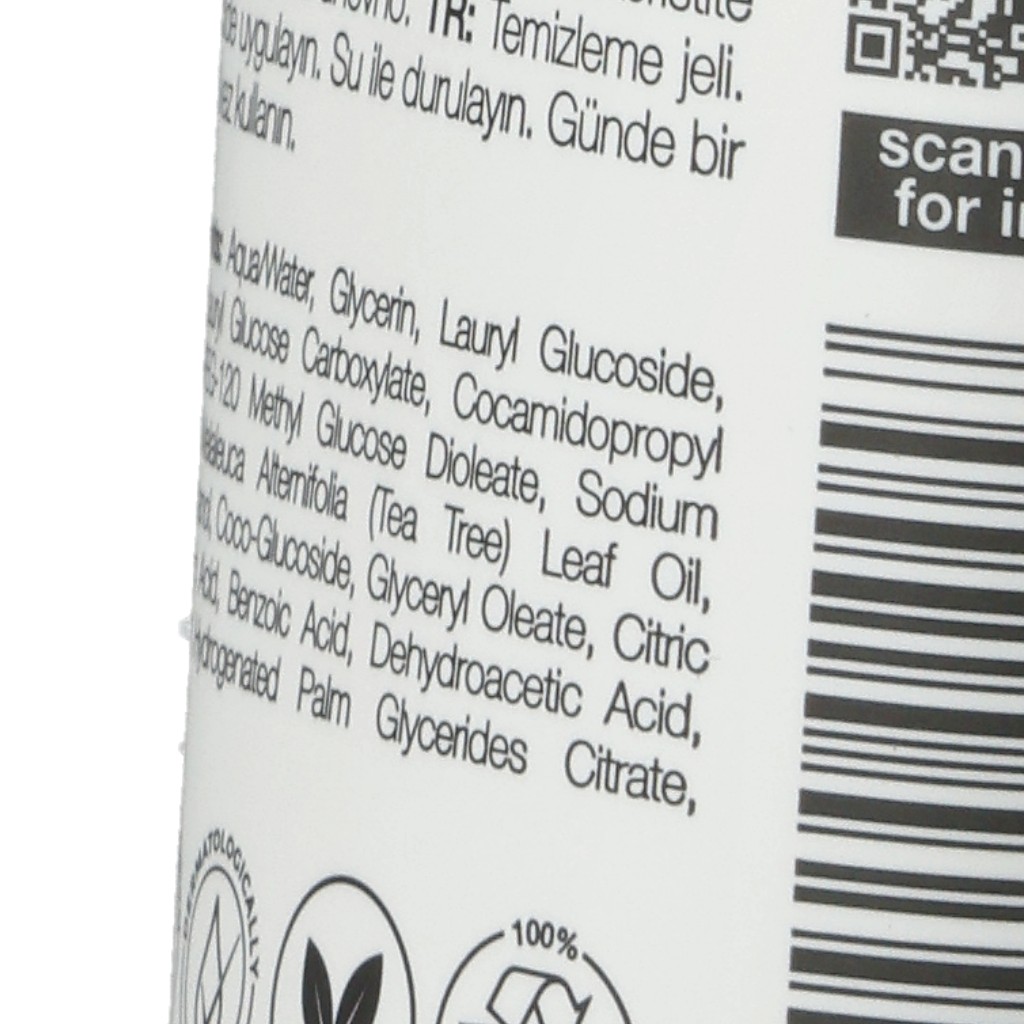 TR: Temizleme jeli.
uygulayın. Su ile durulayın. Günde bir
kullanın.
scan
for
Aqua/Water, Glycerin, Lauryl Glucoside,
Glucose Carboxylate, Cocamidopropyl
120 Methyl Glucose Dioleate, Sodium
Alternifolia (Tea Tree) Leaf Oil,
Coco-Glucoside, Glyceryl Oleate, Citric
Acid, Benzoic Acid, Dehydroacetic Acid,
Hydrogenated Palm Glycerides Citrate,
DERMATOLOGICALLY
100%